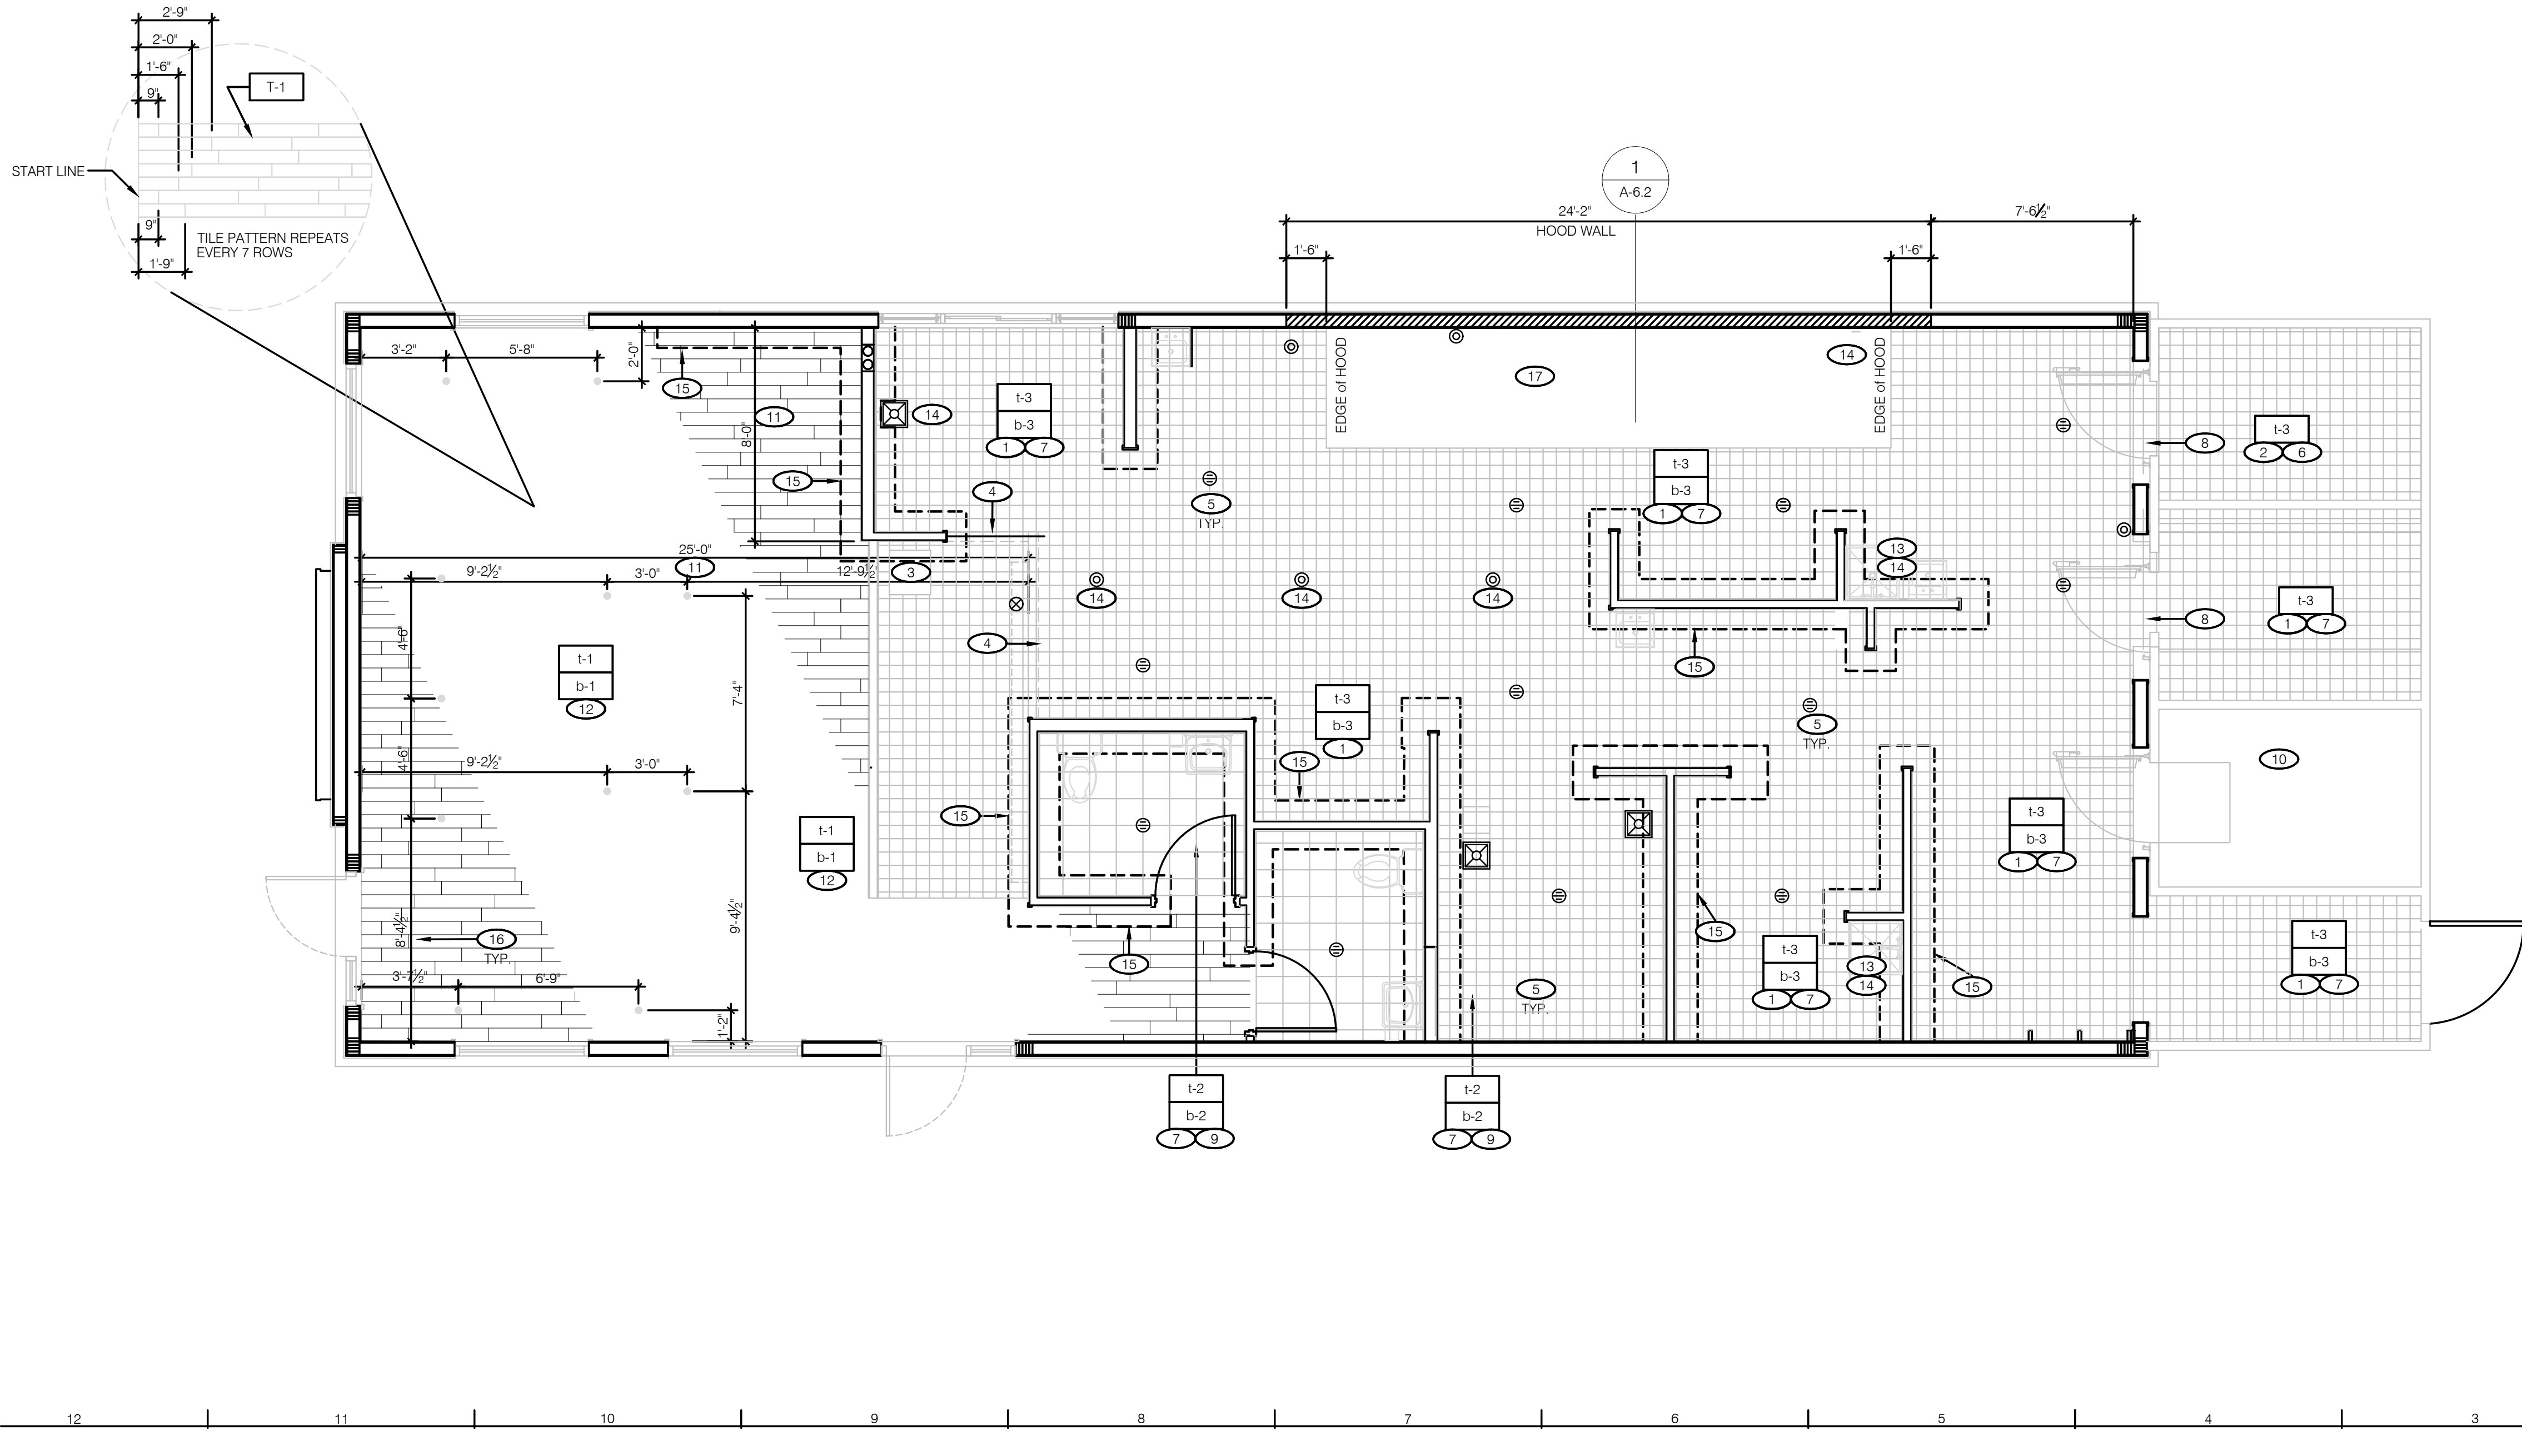 2'-9"
2'-0"
1'-6"
9"
T-1
START LINE
9"
TILE PATTERN REPEATS
EVERY 7 ROWS
1'-9"
1
A-6.2
24'-2"
HOOD WALL
7'-6½"
1'-6"
1'-6"
EDGE of HOOD
EDGE of HOOD
3'-2"
5'-8"
2'-0"
15
11
8'-0"
15
14
t-3
b-3
1 7
17
14
4
5
TYP.
t-3
b-3
1 7
8
t-3
2 6
25'-0"
11
9'-2½"
3'-0"
12'-9½"
3
13
14
14
14
14
4
15
8
t-3
1 7
4'-6"
t-1
b-1
12
7'-4"
t-3
b-3
1
15
5
TYP.
10
4'-6"
9'-2½"
3'-0"
15
t-1
b-1
12
t-3
b-3
1 7
8'-4½"
16
TYP.
9'-4½"
3'-7½"
6'-9"
1'-2"
15
15
5
TYP.
t-3
b-3
1 7
13
14
15
t-3
b-3
1 7
t-2
b-2
7 9
t-2
b-2
7 9
12 11 10 9 8 7 6 5 4 3